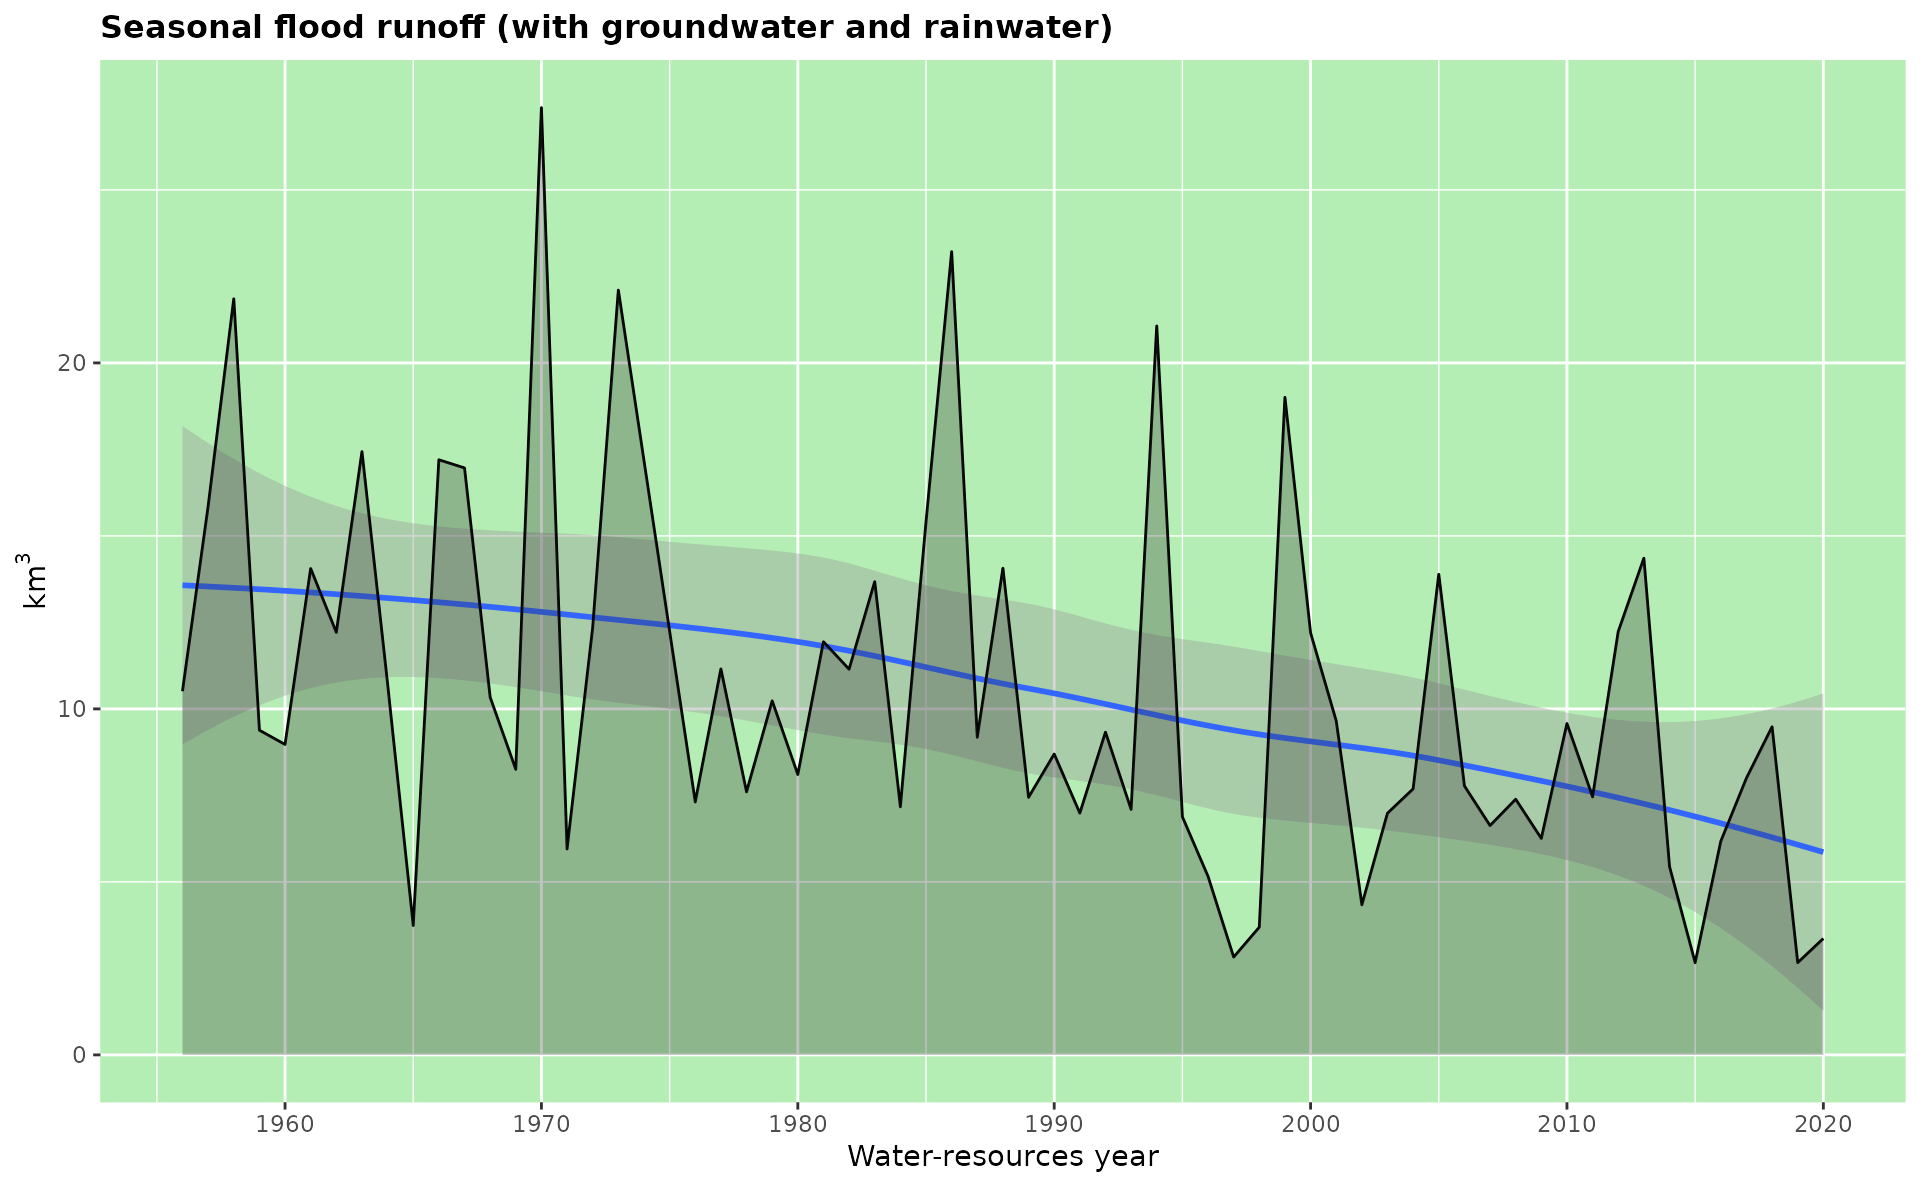 Seasonal flood runoff (with groundwater and rainwater)
km³
20
10
0
1960 1970 1980 1990 2000 2010 2020
Water-resources year